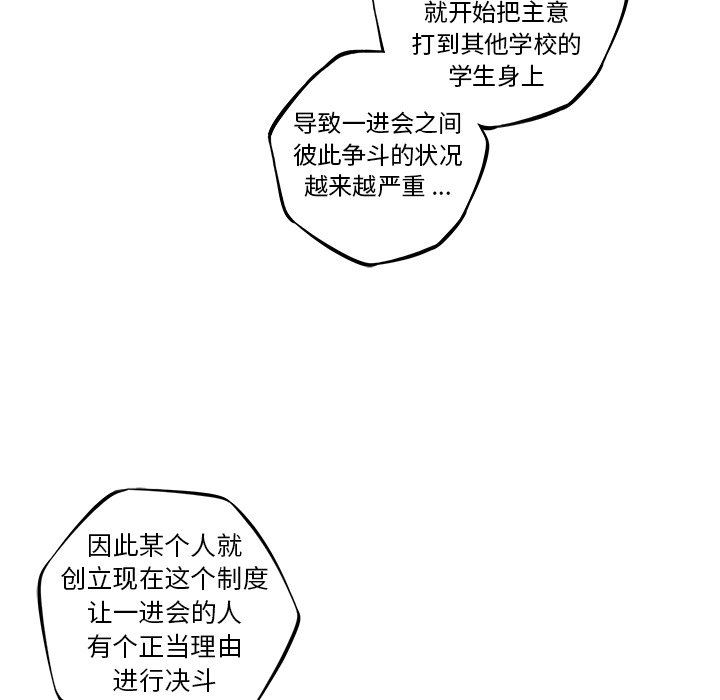 就开始把主意
打到其他学校的
学生身上
导致一进会之间
彼此争斗的状况
越来越严重...
因此某个人就
创立现在这个制度
让一进会的人
有个正当理由
进行决斗